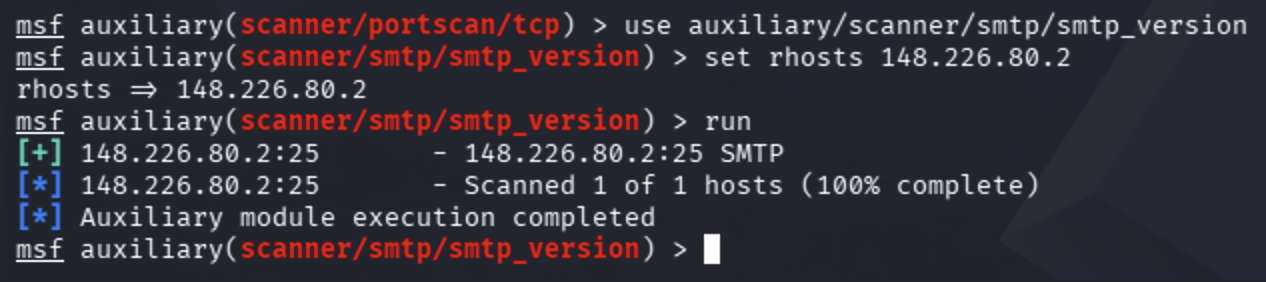 msf auxiliary(scanner/portscan/tcp) > use auxiliary/scanner/smtp/smtp_version
msf auxiliary(scanner/smtp/smtp_version) > set rhosts 148.226.80.2
rhosts ⇒ 148.226.80.2
msf auxiliary(scanner/smtp/smtp_version) > run
[+] 148.226.80.2:25 - 148.226.80.2:25 SMTP
[*] 148.226.80.2:25 - Scanned 1 of 1 hosts (100% complete)
[*] Auxiliary module execution completed
msf auxiliary(scanner/smtp/smtp_version) >